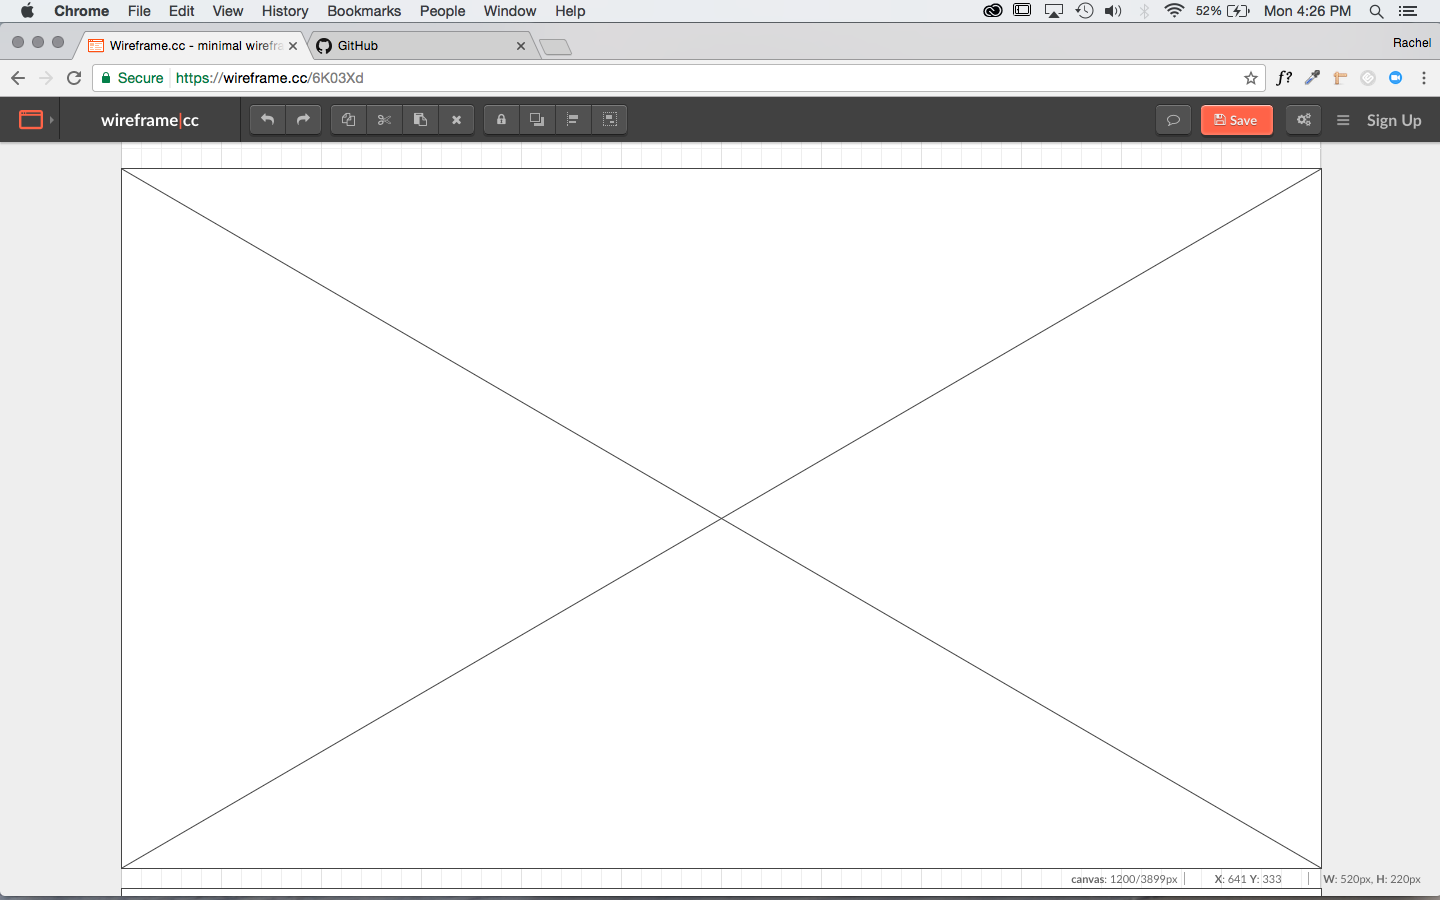 Chrome File Edit View History Bookmarks People Window Help 52% Mon 4:26 PM
Wireframe.cc - minimal wirefra GitHub Rachel
Secure https://wireframe.cc/6K03Xd f?
wireframe|cc Save Sign Up
canvas: 1200/3899px X: 641 Y: 333 W: 520px, H: 220px